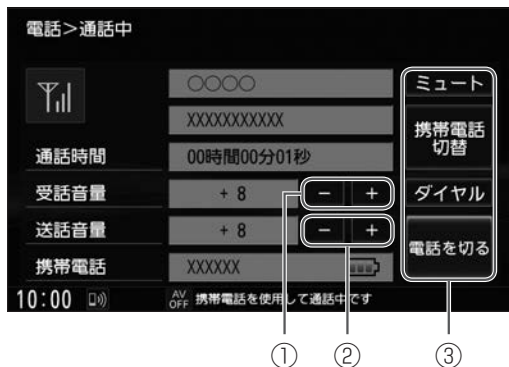 電話>通話中
○○○○
XXXXXXXXXXX
通話時間 00時間00分01秒
受話音量 + 8 - +
送話音量 + 8 - +
携帯電話 XXXXXX
ミュート
携帯電話
切替
ダイヤル
電話を切る
10:00 AV OFF 携帯電話を使用して通話中です
① ② ③